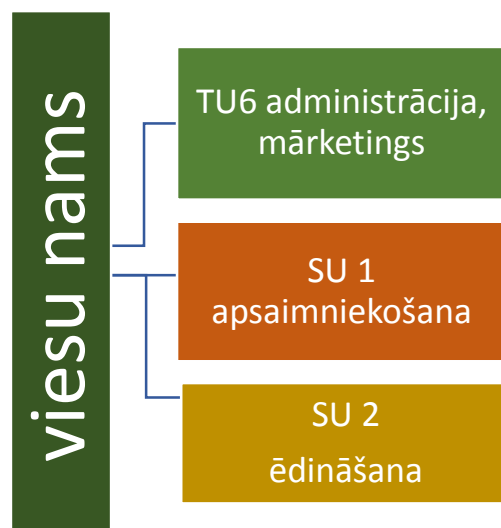 viesu nams
TU6 administrācija,
mārketings
SU 1
apsaimniekošana
SU 2
ēdināšana